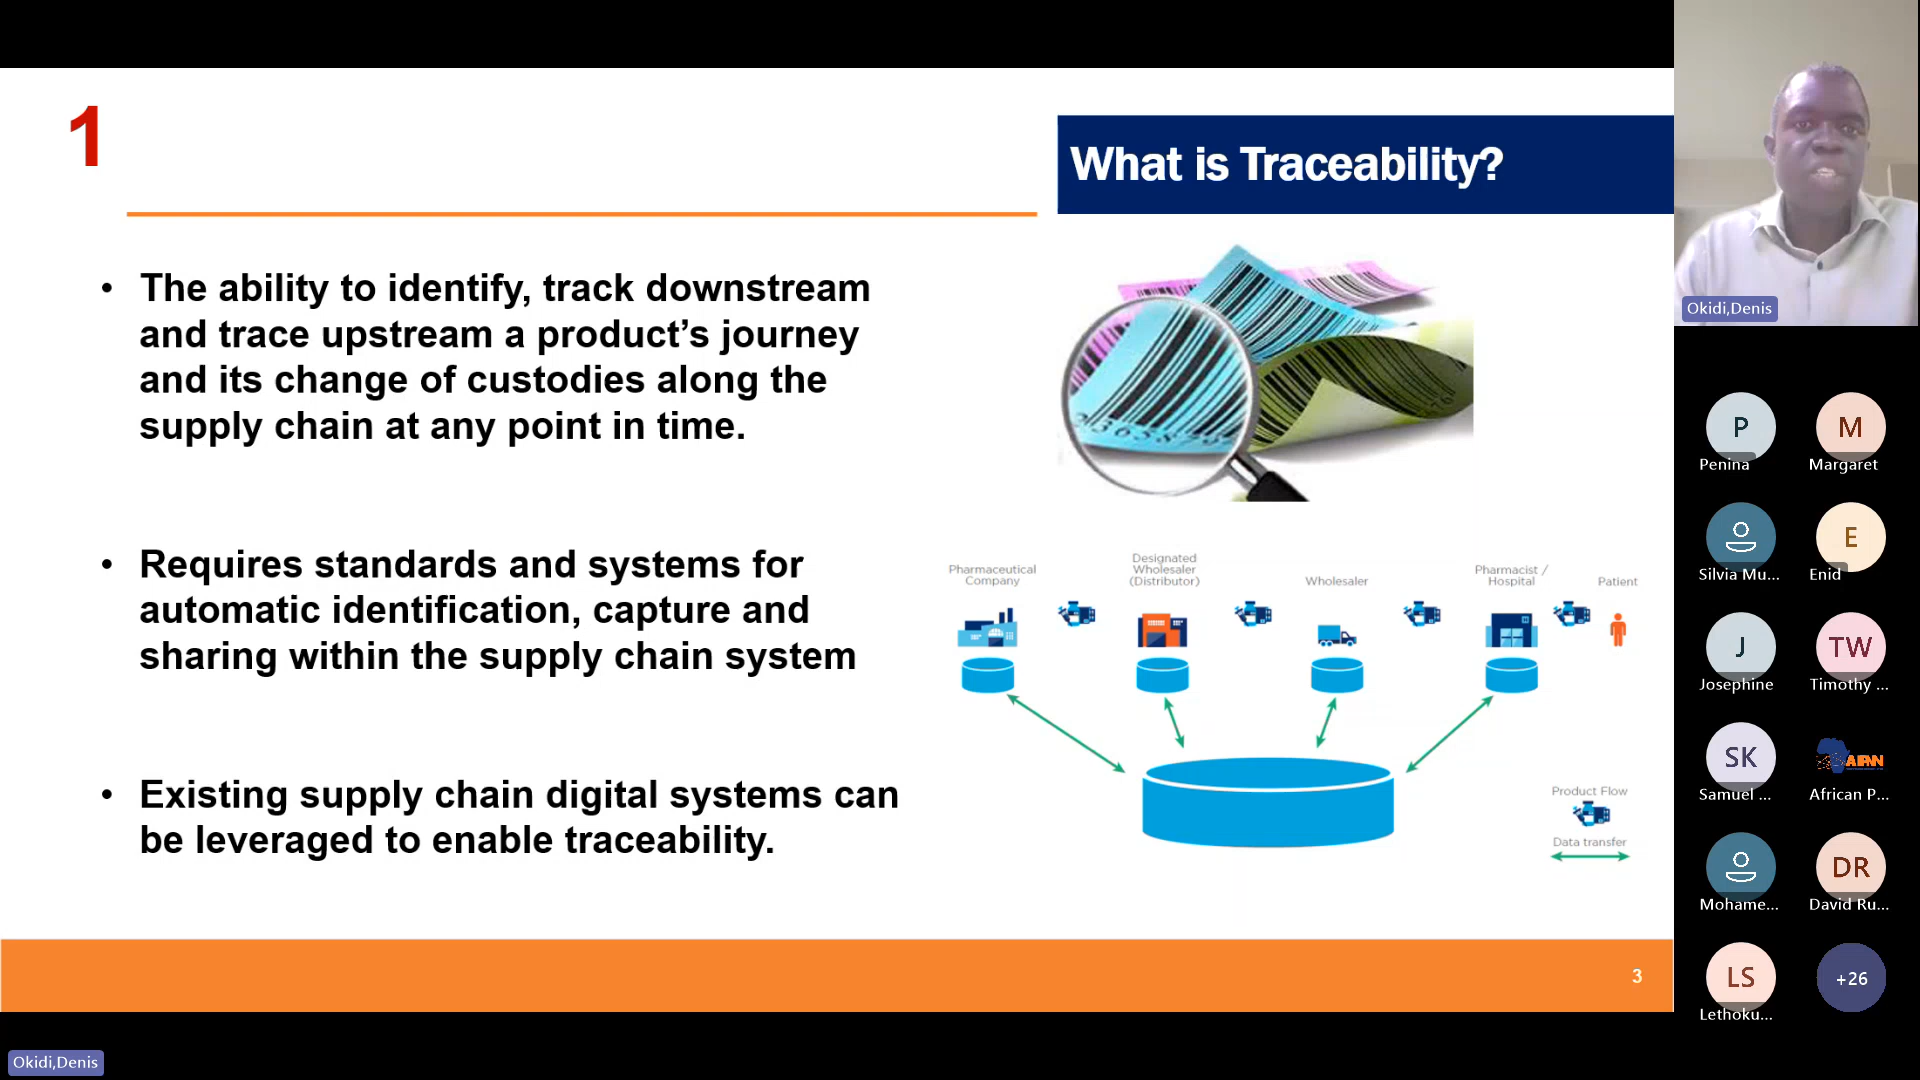 1
What is Traceability?
• The ability to identify, track downstream
and trace upstream a product’s journey
and its change of custodies along the
supply chain at any point in time.
• Requires standards and systems for
automatic identification, capture and
sharing within the supply chain system
• Existing supply chain digital systems can
be leveraged to enable traceability.
Pharmaceutical
Company
Designated
Wholesaler
(Distributor)
Wholesaler
Pharmacist /
Hospital
Patient
Product Flow
Data transfer
3
Okidi,Denis
P
Penina
M
Margaret
Silvia Mu...
E
Enid
J
Josephine
TW
Timothy ...
SK
Samuel ...
African P...
Mohame...
DR
David Ru...
LS
Lethoku...
+26
Okidi,Denis